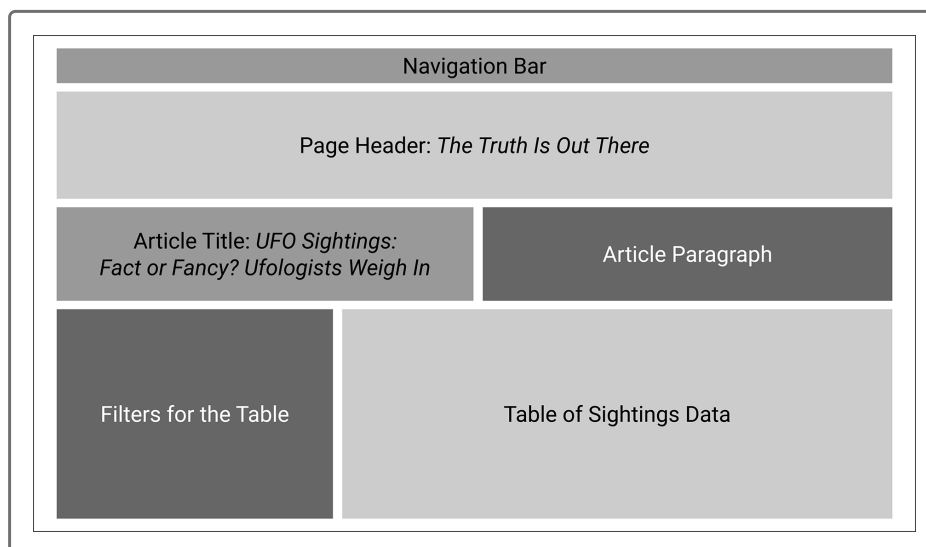 Navigation Bar
Page Header: The Truth Is Out There
Article Title: UFO Sightings:
Fact or Fancy? Ufologists Weigh In
Article Paragraph
Filters for the Table
Table of Sightings Data